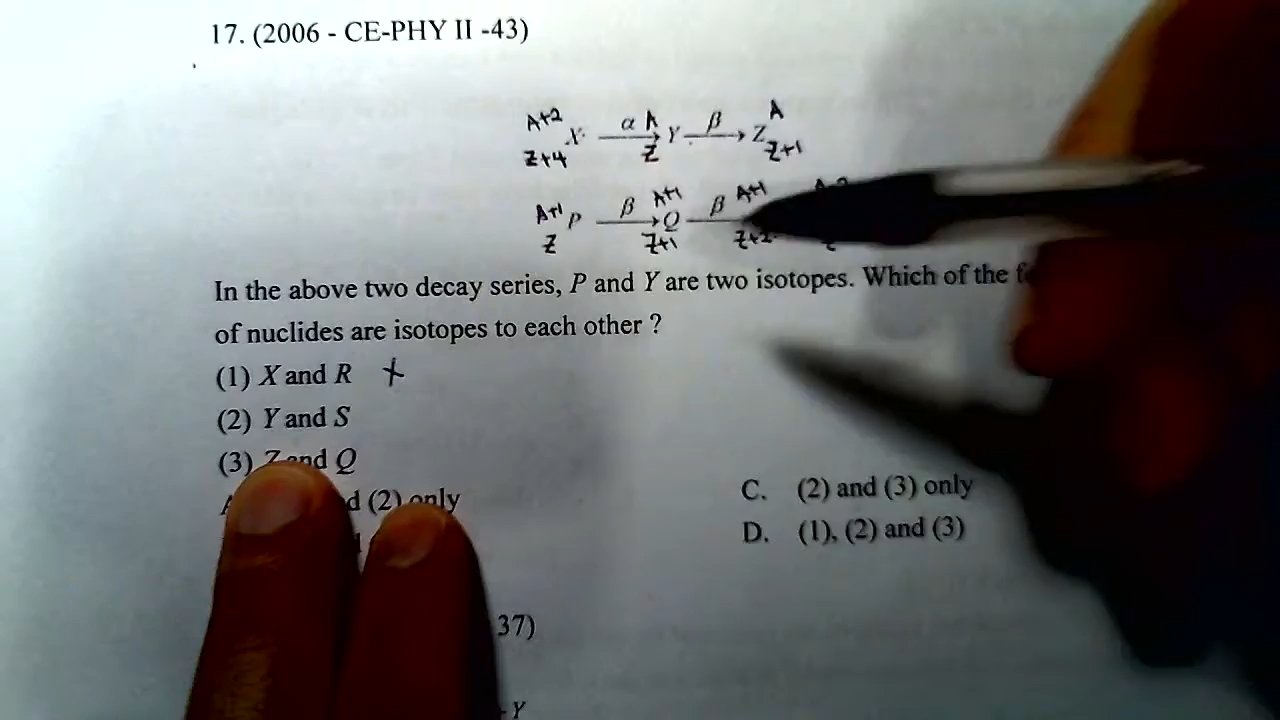 17. (2006 - CE-PHY II -43)
A+2 α A β A
X Y Z
Z+4 Z Z+1
A+1 β A+1 β A+1
P Q
Z Z+1 Z+2
In the above two decay series, P and Y are two isotopes. Which of the
of nuclides are isotopes to each other ?
(1) X and R +
(2) Y and S
(3) Z and Q
(2) only
C. (2) and (3) only
D. (1), (2) and (3)
37)
Y